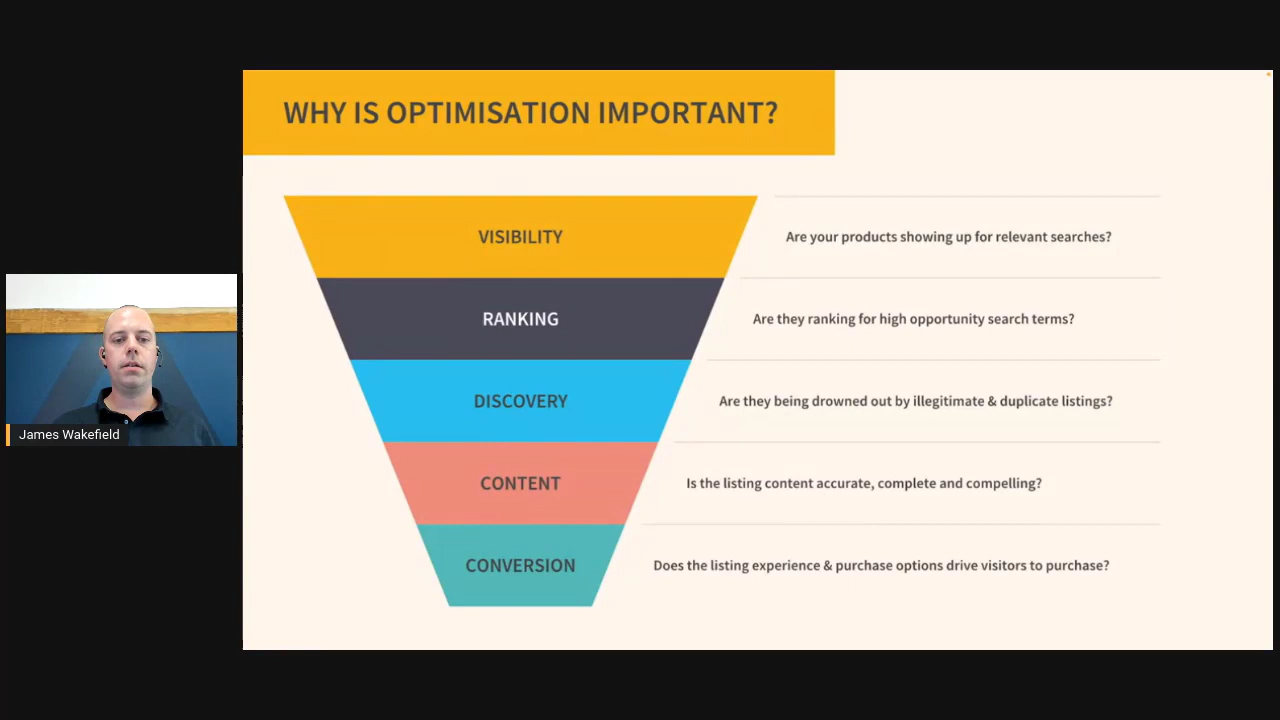 WHY IS OPTIMISATION IMPORTANT?
VISIBILITY
Are your products showing up for relevant searches?
RANKING
Are they ranking for high opportunity search terms?
DISCOVERY
Are they being drowned out by illegitimate & duplicate listings?
CONTENT
Is the listing content accurate, complete and compelling?
CONVERSION
Does the listing experience & purchase options drive visitors to purchase?
James Wakefield